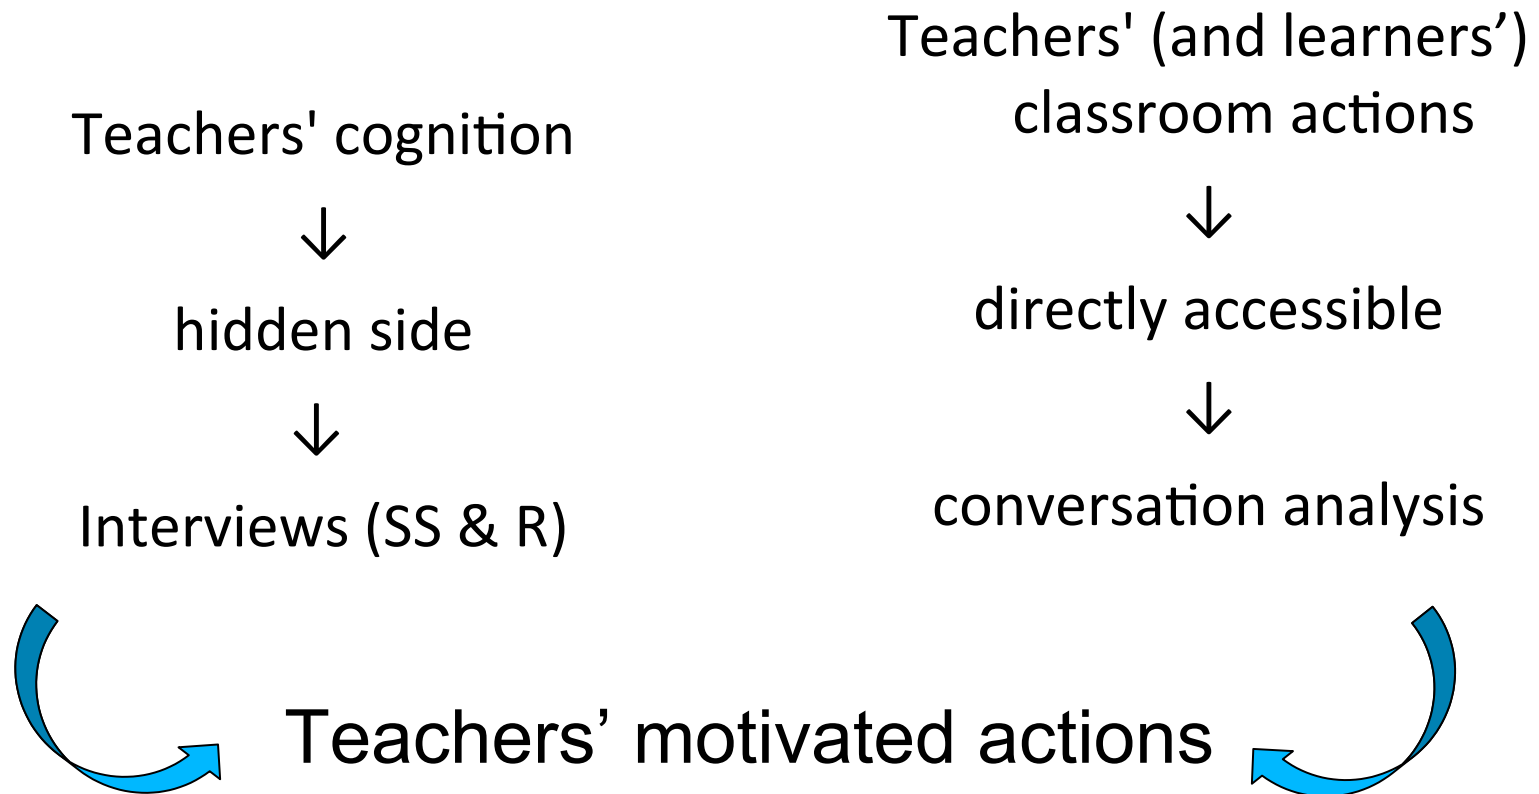 Teachers' cognition
↓
hidden side
↓
Interviews (SS & R)
Teachers' (and learners’)
classroom actions
↓
directly accessible
↓
conversation analysis
Teachers’ motivated actions